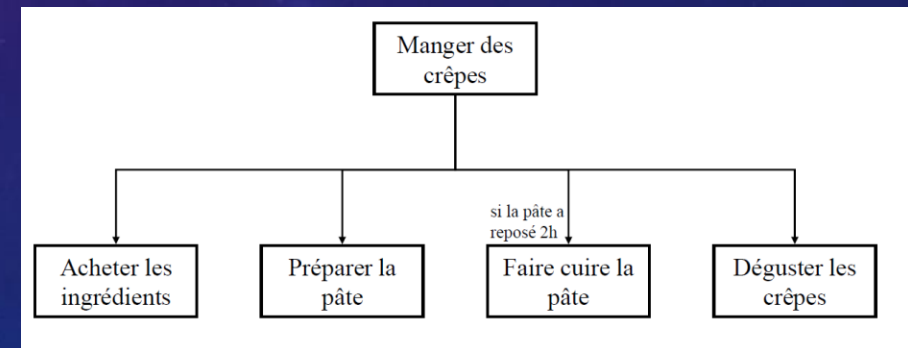 Manger des
crêpes
si la pâte a
reposé 2h
Acheter les
ingrédients
Préparer la
pâte
Faire cuire la
pâte
Déguster les
crêpes